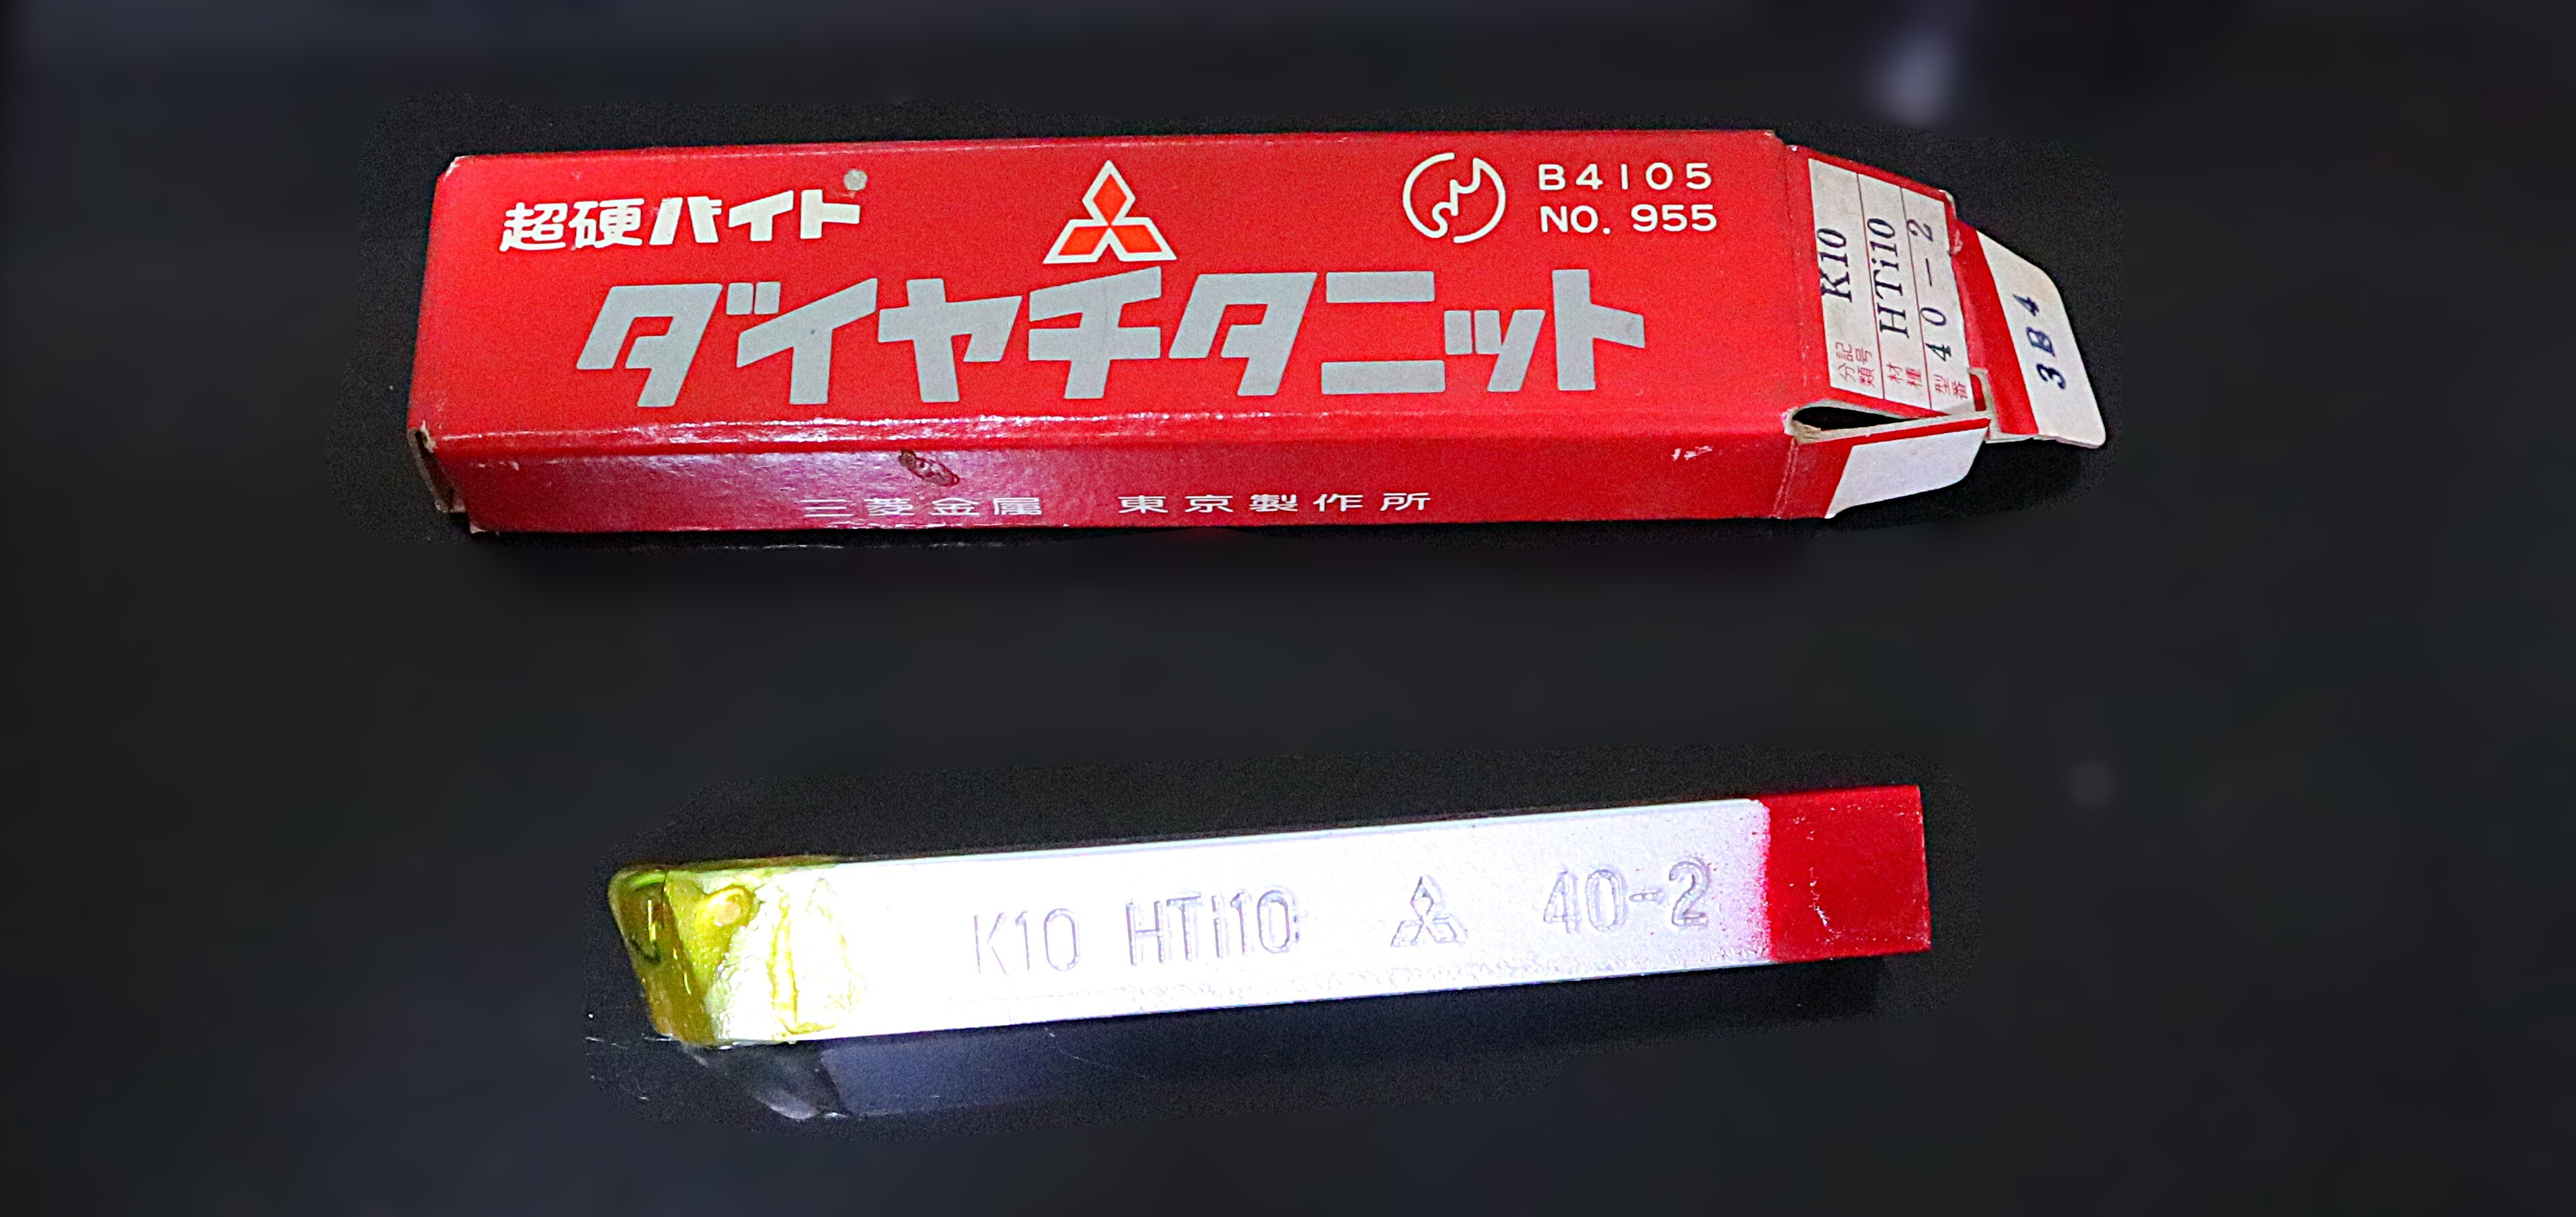 超硬バイト
B4105
NO. 955
ダイヤチタニット
三菱金属 東京製作所
分類記号 K10
材種 HTi10
型番 40-2
3B4
K10 HTi10 40-2